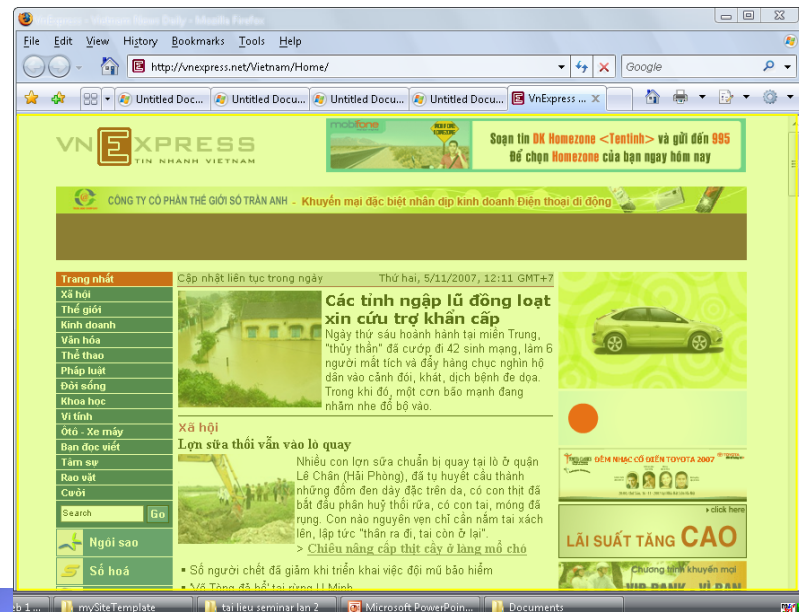 VnExpress - Vietnam News Daily - Mozilla Firefox
File Edit View History Bookmarks Tools Help
http://vnexpress.net/Vietnam/Home/
Google
Untitled Doc... Untitled Docu... Untitled Docu... Untitled Docu... VnExpress ... X
VNEXPRESS
TIN NHANH VIETNAM
mobifone
Soạn tin DK Homezone <Tentinh> và gửi đến 995
Để chọn Homezone của bạn ngay hôm nay
CÔNG TY CỔ PHẦN THẾ GIỚI SỐ TRẦN ANH - Khuyến mại đặc biệt nhân dịp kinh doanh Điện thoại di động
Trang nhất
Xã hội
Thế giới
Kinh doanh
Văn hóa
Thể thao
Pháp luật
Đời sống
Khoa học
Vi tính
Ôtô - Xe máy
Bạn đọc viết
Tâm sự
Rao vặt
Cười
Search Go
Ngôi sao
Số hoá
Cập nhật liên tục trong ngày Thứ hai, 5/11/2007, 12:11 GMT+7
Các tỉnh ngập lũ đồng loạt
xin cứu trợ khẩn cấp
Ngày thứ sáu hoành hành tại miền Trung,
"thủy thần" đã cướp đi 42 sinh mạng, làm 6
người mất tích và đẩy hàng chục nghìn hộ
dân vào cảnh đói, khát, dịch bệnh đe dọa.
Trong khi đó, một cơn bão mạnh đang
nhăm nhe đổ bộ vào.
Xã hội
Lợn sữa thối vẫn vào lò quay
Nhiều con lợn sữa chuẩn bị quay tại lò ở quận
Lê Chân (Hải Phòng), đã tụ huyết cầu thành
những đốm đen dày đặc trên da, có con thịt đã
bắt đầu phân huỷ thối rữa, có con tai, móng đã
rụng. Con nào nguyên vẹn chỉ cần nắm tai xách
lên, lập tức "thân ra đi, tai còn ở lại".
> Chiêu nâng cấp thịt cầy ở làng mổ chó
Số người chết đã giảm khi triển khai việc đội mũ bảo hiểm
ĐÊM NHẠC CỔ ĐIỂN TOYOTA 2007
click here
LÃI SUẤT TĂNG CAO
Chương trình khuyến mại
mySiteTemplate
tai lieu seminar lan 2
Microsoft PowerPoin...
Documents